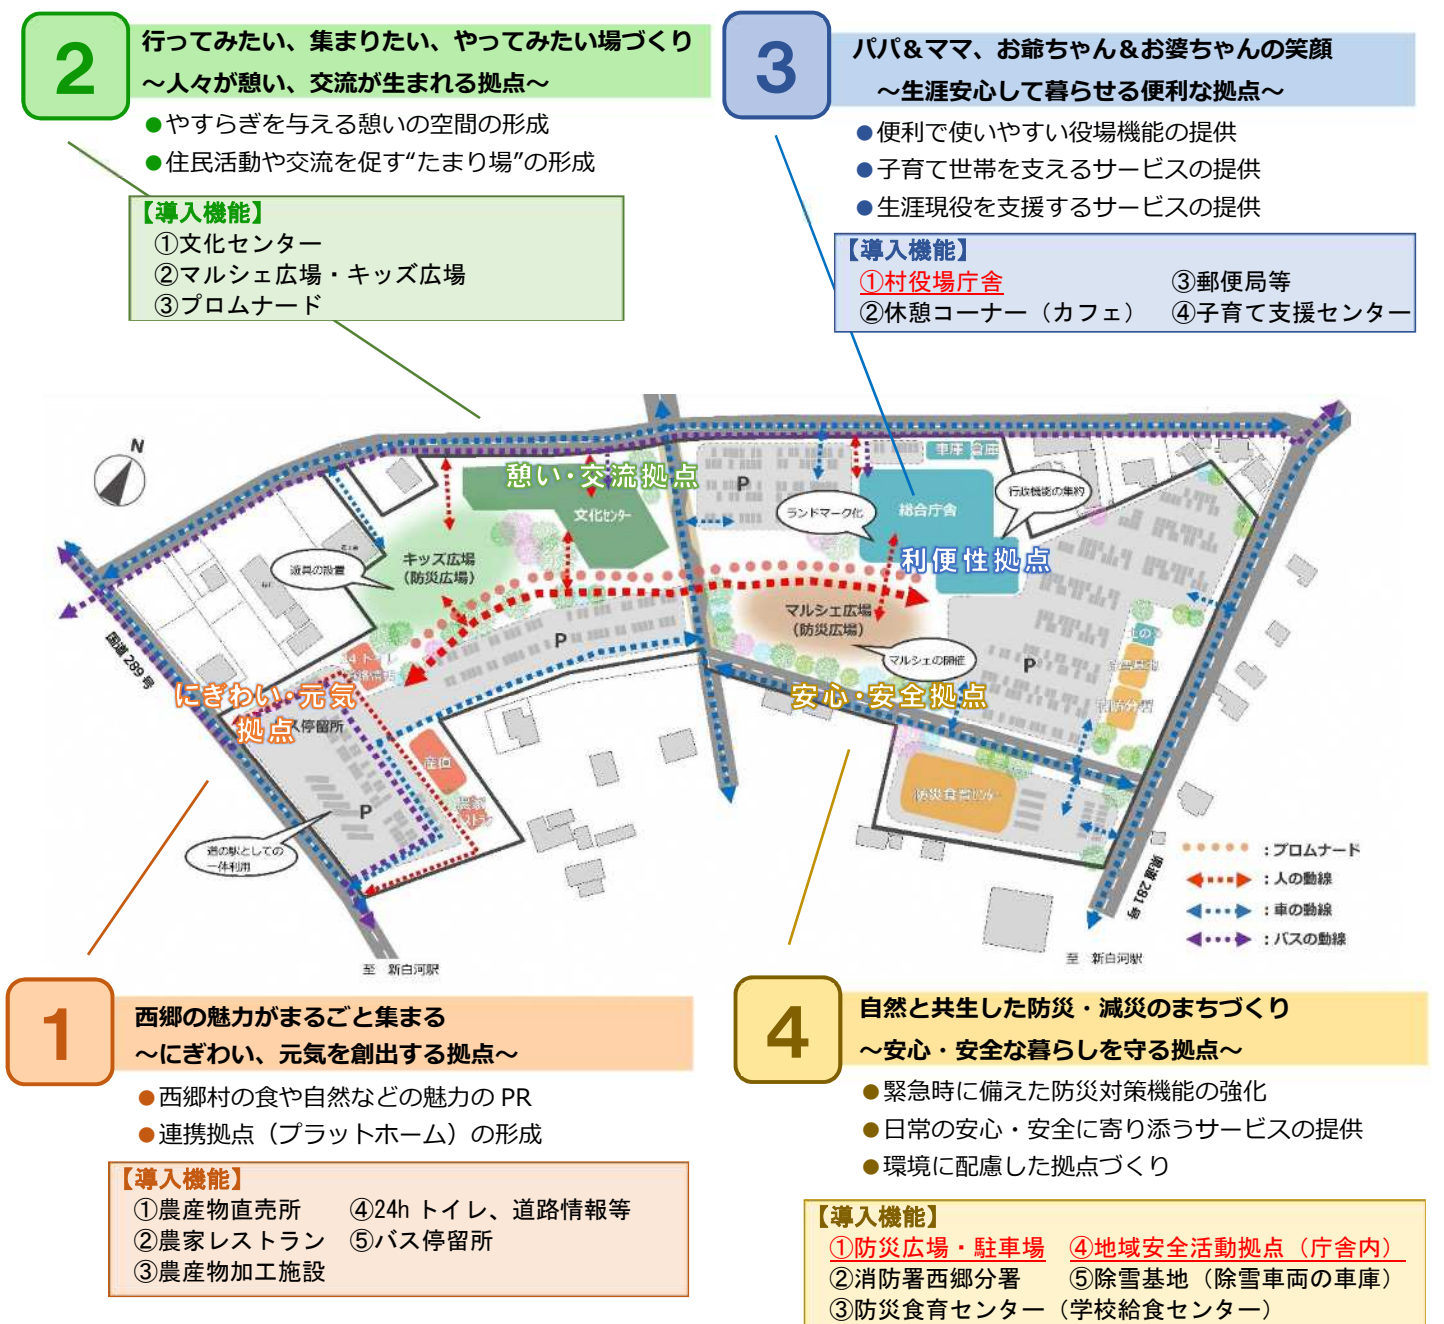 2
行ってみたい、集まりたい、やってみたい場づくり
～人々が憩い、交流が生まれる拠点～
●やすらぎを与える憩いの空間の形成
●住民活動や交流を促す“たまり場”の形成
【導入機能】
①文化センター
②マルシェ広場・キッズ広場
③プロムナード
3
パパ＆ママ、お爺ちゃん＆お婆ちゃんの笑顔
～生涯安心して暮らせる便利な拠点～
●便利で使いやすい役場機能の提供
●子育て世帯を支えるサービスの提供
●生涯現役を支援するサービスの提供
【導入機能】
①村役場庁舎 ③郵便局等
②休憩コーナー（カフェ） ④子育て支援センター
N
憩い・交流拠点
文化センター
キッズ広場
（防災広場）
遊具の設置
P
車庫 倉庫
ランドマーク化
総合庁舎
行政機能の集約
利便性拠点
マルシェ広場
（防災広場）
マルシェの開催
P
P
国道 289 号
にぎわい・元気
拠点
ス停留所
安心・安全拠点
産直
農家
P
道の駅としての
一体利用
防災食育センター
県道 281 号
：プロムナード
：人の動線
：車の動線
：バスの動線
至 新白河駅
至 新白河駅
1
西郷の魅力がまるごと集まる
～にぎわい、元気を創出する拠点～
●西郷村の食や自然などの魅力の PR
●連携拠点（プラットホーム）の形成
【導入機能】
①農産物直売所 ④24h トイレ、道路情報等
②農家レストラン ⑤バス停留所
③農産物加工施設
4
自然と共生した防災・減災のまちづくり
～安心・安全な暮らしを守る拠点～
●緊急時に備えた防災対策機能の強化
●日常の安心・安全に寄り添うサービスの提供
●環境に配慮した拠点づくり
【導入機能】
①防災広場・駐車場 ④地域安全活動拠点（庁舎内）
②消防署西郷分署 ⑤除雪基地（除雪車両の車庫）
③防災食育センター（学校給食センター）